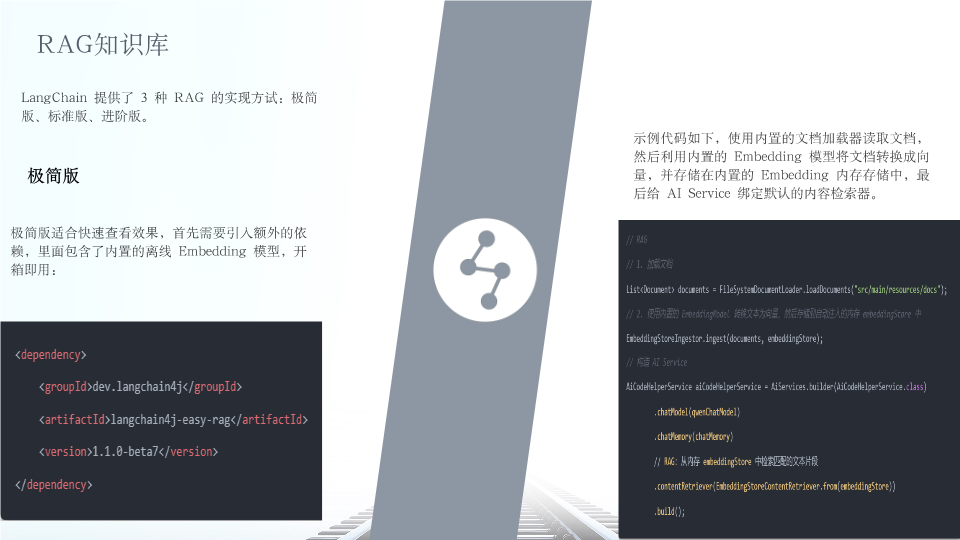 RAG知识库
LangChain 提供了 3 种 RAG 的实现方试：极简
版、标准版、进阶版。
极简版
极简版适合快速查看效果，首先需要引入额外的依
赖，里面包含了内置的离线 Embedding 模型，开
箱即用：
<dependency>
<groupId>dev.langchain4j</groupId>
<artifactId>langchain4j-easy-rag</artifactId>
<version>1.1.0-beta7</version>
</dependency>
示例代码如下，使用内置的文档加载器读取文档，
然后利用内置的 Embedding 模型将文档转换成向
量，并存储在内置的 Embedding 内存存储中，最
后给 AI Service 绑定默认的内容检索器。
// RAG
// 1. 加载文档
List<Document> documents = FileSystemDocumentLoader.loadDocuments("src/main/resources/docs");
// 2. 使用内置的 EmbeddingModel 转换文本为向量，然后存储到自动注入的内存 embeddingStore 中
EmbeddingStoreIngestor.ingest(documents, embeddingStore);
// 构造 AI Service
AiCodeHelperService aiCodeHelperService = AiServices.builder(AiCodeHelperService.class)
.chatModel(qwenChatModel)
.chatMemory(chatMemory)
// RAG：从内存 embeddingStore 中检索匹配的文本片段
.contentRetriever(EmbeddingStoreContentRetriever.from(embeddingStore))
.build();